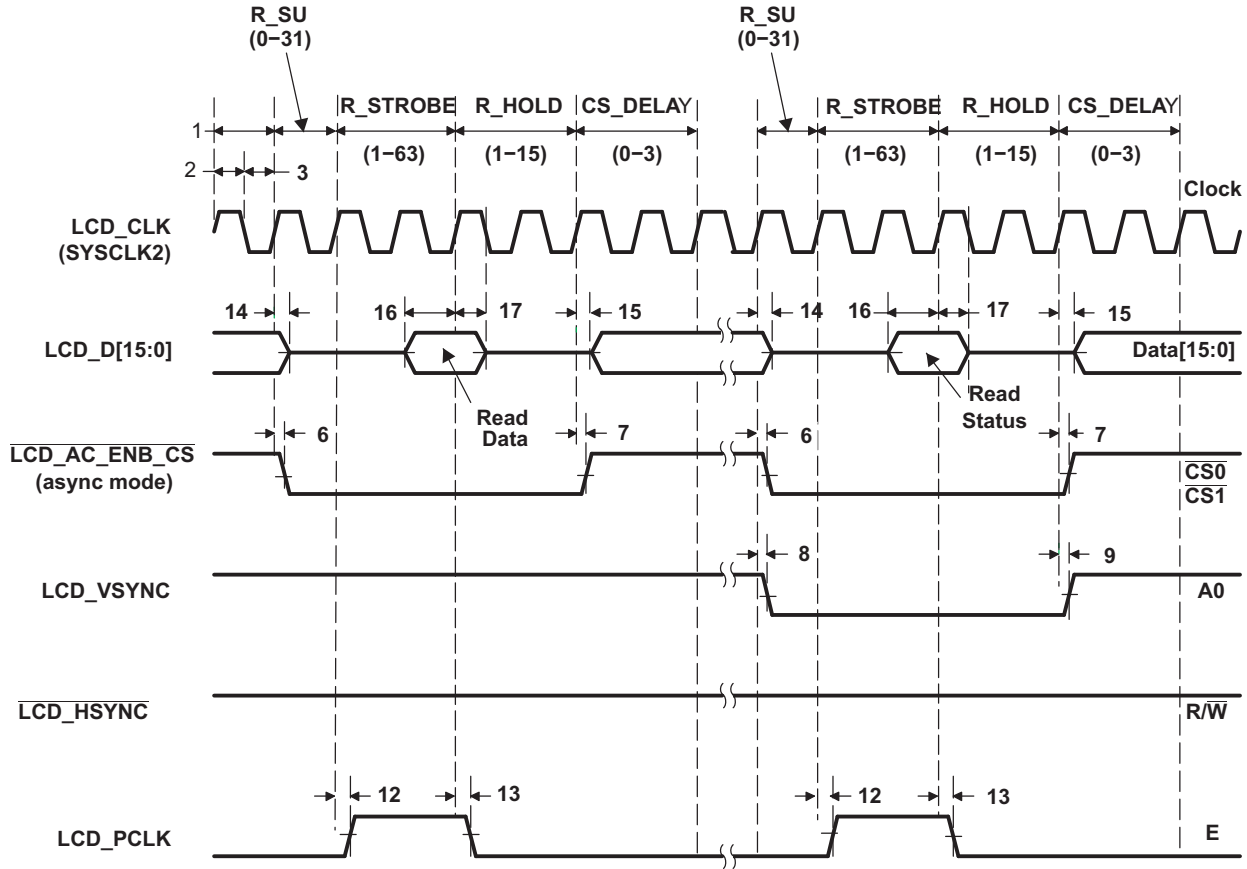 R_SU
(0−31)
R_SU
(0−31)
R_STROBE R_HOLD CS_DELAY
R_STROBE R_HOLD CS_DELAY
1
(1−63) (1−15) (0−3)
(1−63) (1−15) (0−3)
2 3
Clock
LCD_CLK
(SYSCLK2)
14 16 17 15 14 16 17 15
LCD_D[15:0]
Data[15:0]
Read
Data
Read
Status
6 7 6 7
LCD_AC_ENB_CS
(async mode)
CS0
CS1
8 9
LCD_VSYNC
A0
LCD_HSYNC
R/W
12 13 12 13
LCD_PCLK
E